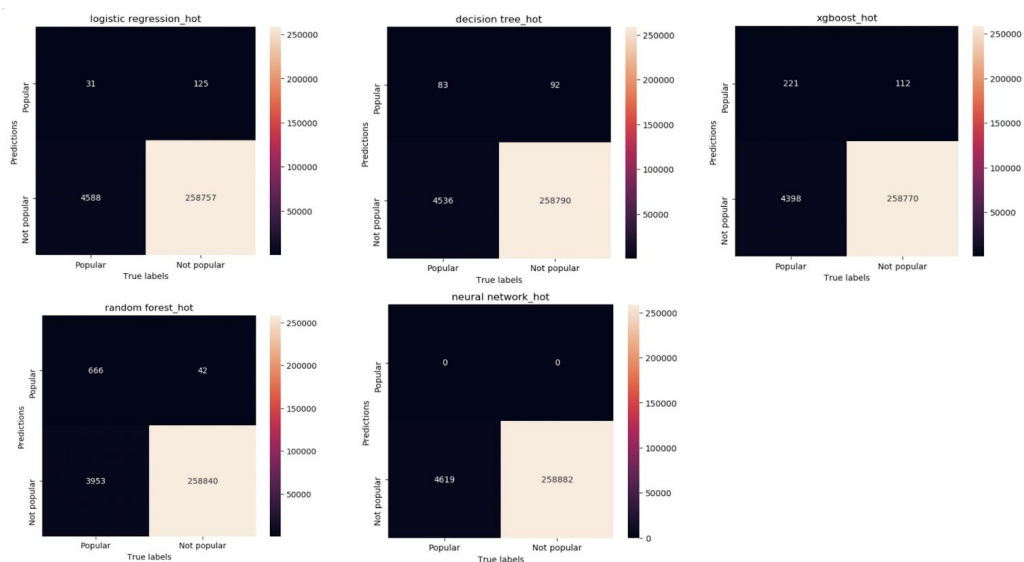 logistic regression_hot
Popular
Not popular
Predictions
31
125
4588
258757
Popular
Not popular
True labels
250000
200000
150000
100000
50000
decision tree_hot
Popular
Not popular
Predictions
83
92
4536
258790
Popular
Not popular
True labels
250000
200000
150000
100000
50000
xgboost_hot
Popular
Not popular
Predictions
221
112
4398
258770
Popular
Not popular
True labels
250000
200000
150000
100000
50000
random forest_hot
Popular
Not popular
Predictions
666
42
3953
258840
Popular
Not popular
True labels
250000
200000
150000
100000
50000
neural network_hot
Popular
Not popular
Predictions
0
0
4619
258882
Popular
Not popular
True labels
250000
200000
150000
100000
50000
0